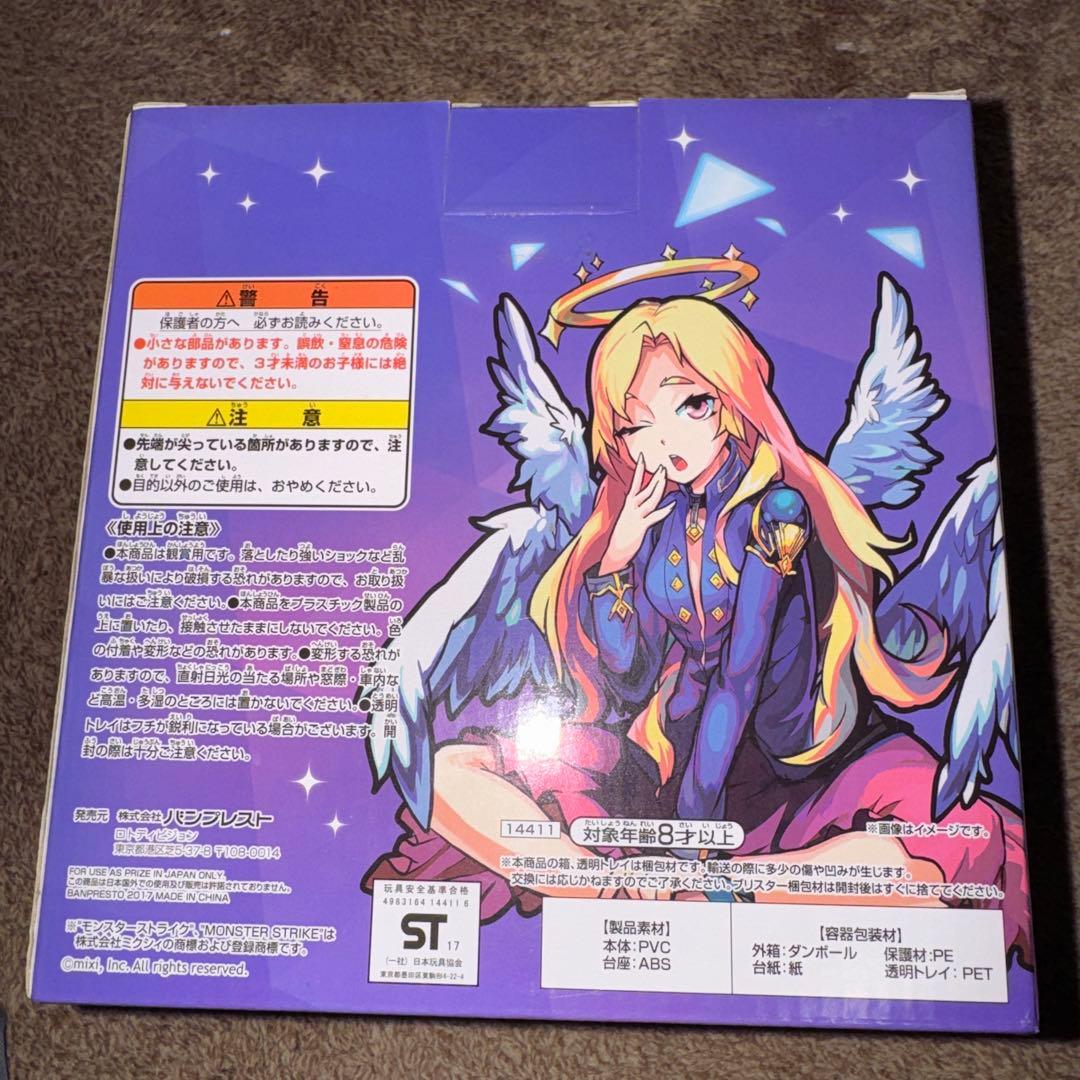 ⚠警告
保護者の方へ 必ずお読みください。
●小さな部品があります。誤飲・窒息の危険
がありますので、3才未満のお子様には絶
対に与えないでください。
⚠注意
●先端が尖っている箇所がありますので、注
意してください。
●目的以外のご使用は、おやめください。
《使用上の注意》
●本商品は観賞用です。落としたり強いショックなど乱
暴な扱いにより破損する恐れがありますので、お取り扱
いにはご注意ください。●本商品をプラスチック製品の
上に置いたり、接触させたままにしないでください。色
の付着や変形などの恐れがあります。●変形する恐れが
ありますので、直射日光の当たる場所や窓際・車内な
ど高温・多湿のところには置かないでください。●透明
トレイはフチが鋭利になっている場合がございます。開
封の際は十分ご注意ください。
発売元 株式会社バンプレスト
ロトディビジョン
東京都港区芝5-37-8 〒108-0014
FOR USE AS PRIZE IN JAPAN ONLY.
この商品は日本国外での使用及び販売は許諾されておりません。
BANPRESTO 2017 MADE IN CHINA
※"モンスターストライク"、"MONSTER STRIKE"は
株式会社ミクシィの商標および登録商標です。
©mixi, Inc. All rights reserved.
玩具安全基準合格
4983164 14411 6
ST 17
(一社)日本玩具協会
東京都墨田区東駒形4-22-4
14411 対象年齢8才以上
※画像はイメージです。
※本商品の箱、透明トレイは梱包材です。輸送の際に多少の傷や凹みが生じます。
交換には応じかねますのでご了承ください。ブリスター梱包材は開封後はすぐに捨ててください。
【製品素材】
本体:PVC
台座:ABS
【容器包装材】
外箱:ダンボール 保護材:PE
台紙:紙 透明トレイ:PET